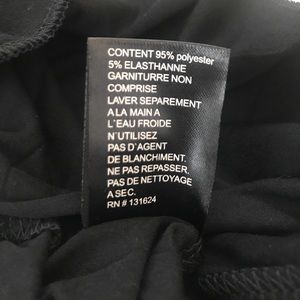 CONTENT 95% polyester
5% ELASTHANNE
GARNITURRE NON
COMPRISE
LAVER SEPAREMENT
A LA MAIN A
L`EAU FROIDE
N`UTILISEZ
PAS D`AGENT
DE BLANCHIMENT.
NE PAS REPASSER,
PAS DE NETTOYAGE
A SEC.
RN # 131624